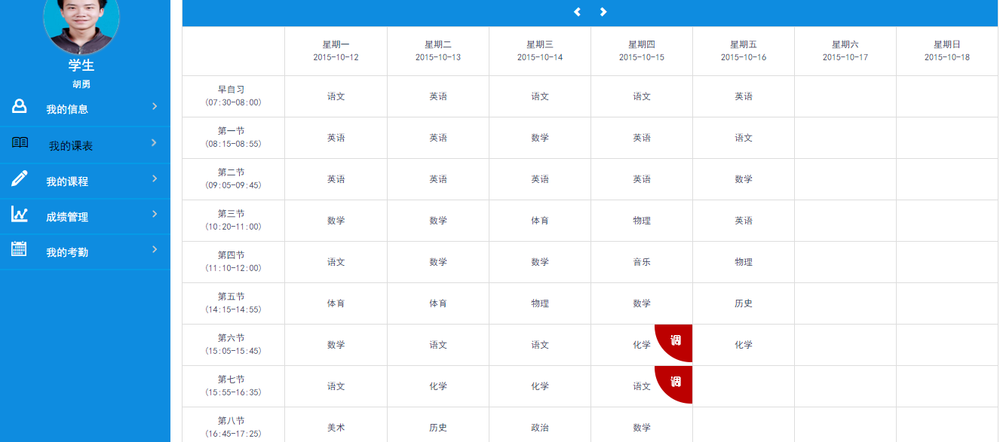 学生
胡勇
我的信息
我的课表
我的课程
成绩管理
我的考勤
星期一 星期二 星期三 星期四 星期五 星期六 星期日
2015-10-12 2015-10-13 2015-10-14 2015-10-15 2015-10-16 2015-10-17 2015-10-18
早自习
(07:30-08:00) 语文 英语 语文 语文 英语
第一节
(08:15-08:55) 英语 英语 数学 英语 语文
第二节
(09:05-09:45) 英语 英语 英语 英语 数学
第三节
(10:20-11:00) 数学 数学 体育 物理 英语
第四节
(11:10-12:00) 语文 数学 数学 音乐 物理
第五节
(14:15-14:55) 体育 体育 物理 数学 历史
第六节
(15:05-15:45) 数学 语文 语文 化学 调 化学
第七节
(15:55-16:35) 语文 化学 化学 语文 调
第八节
(16:45-17:25) 美术 历史 政治 数学